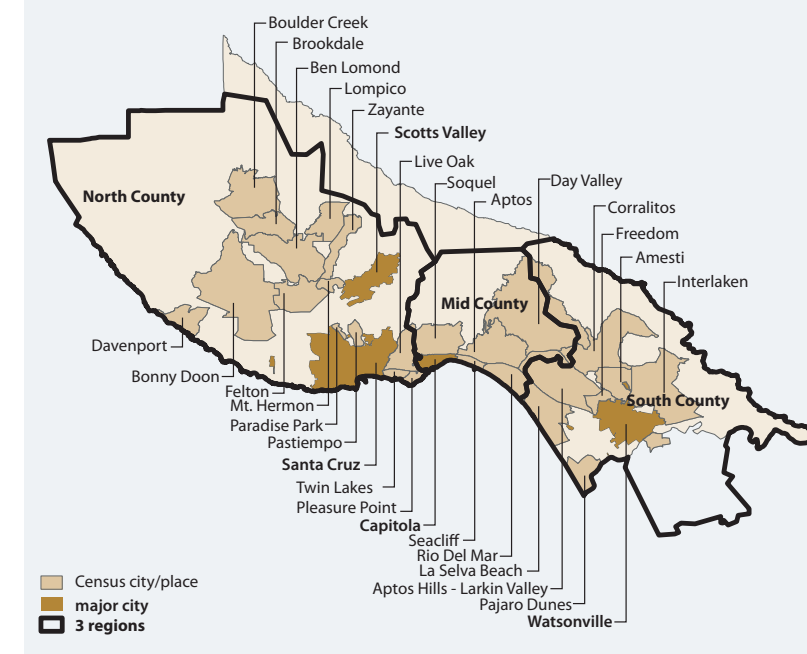 Boulder Creek
Brookdale
Ben Lomond
Lompico
Zayante
Scotts Valley
Live Oak
Soquel
Day Valley
Aptos
Corralitos
Freedom
Amesti
Interlaken
North County
Mid County
South County
Davenport
Bonny Doon
Felton
Mt. Hermon
Paradise Park
Pastiempo
Santa Cruz
Twin Lakes
Pleasure Point
Capitola
Seacliff
Rio Del Mar
La Selva Beach
Aptos Hills - Larkin Valley
Pajaro Dunes
Watsonville
Census city/place
major city
3 regions